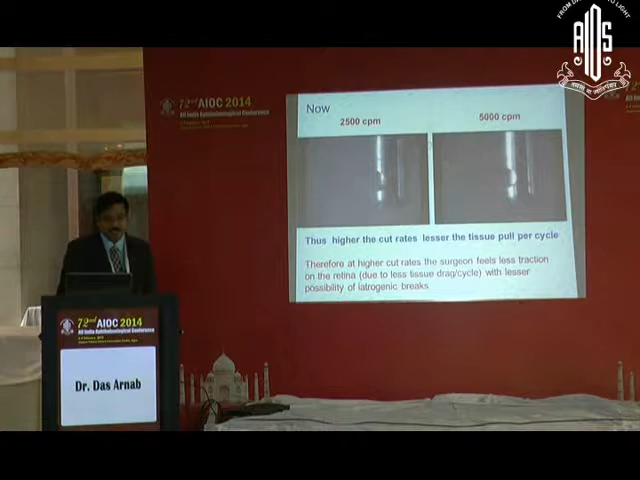 AIOS
72nd AIOC 2014
All India Ophthalmological Conference
Now
2500 cpm
5000 cpm
Thus higher the cut rates lesser the tissue pull per cycle
Therefore at higher cut rates the surgeon feels less traction
on the retina (due to less tissue drag/cycle) with lesser
possibility of iatrogenic breaks
72nd AIOC 2014
All India Ophthalmological Conference
Dr. Das Arnab